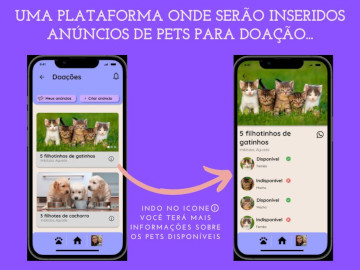 UMA PLATAFORMA ONDE SERÃO INSERIDOS
ANÚNCIOS DE PETS PARA DOAÇÃO...
Doações
Meus anúncios
+ Criar anúncio
5 filhotinhos de gatinhos
5 filhotes de cachorro
INDO NO ICONE
VOCÊ TERÁ MAIS
INFORMAÇÕES SOBRE
OS PETS DISPONÍVEIS
5 filhotinhos de
gatinhos
Disponível
Indisponível
Macho
Disponível
Indisponível
Macho